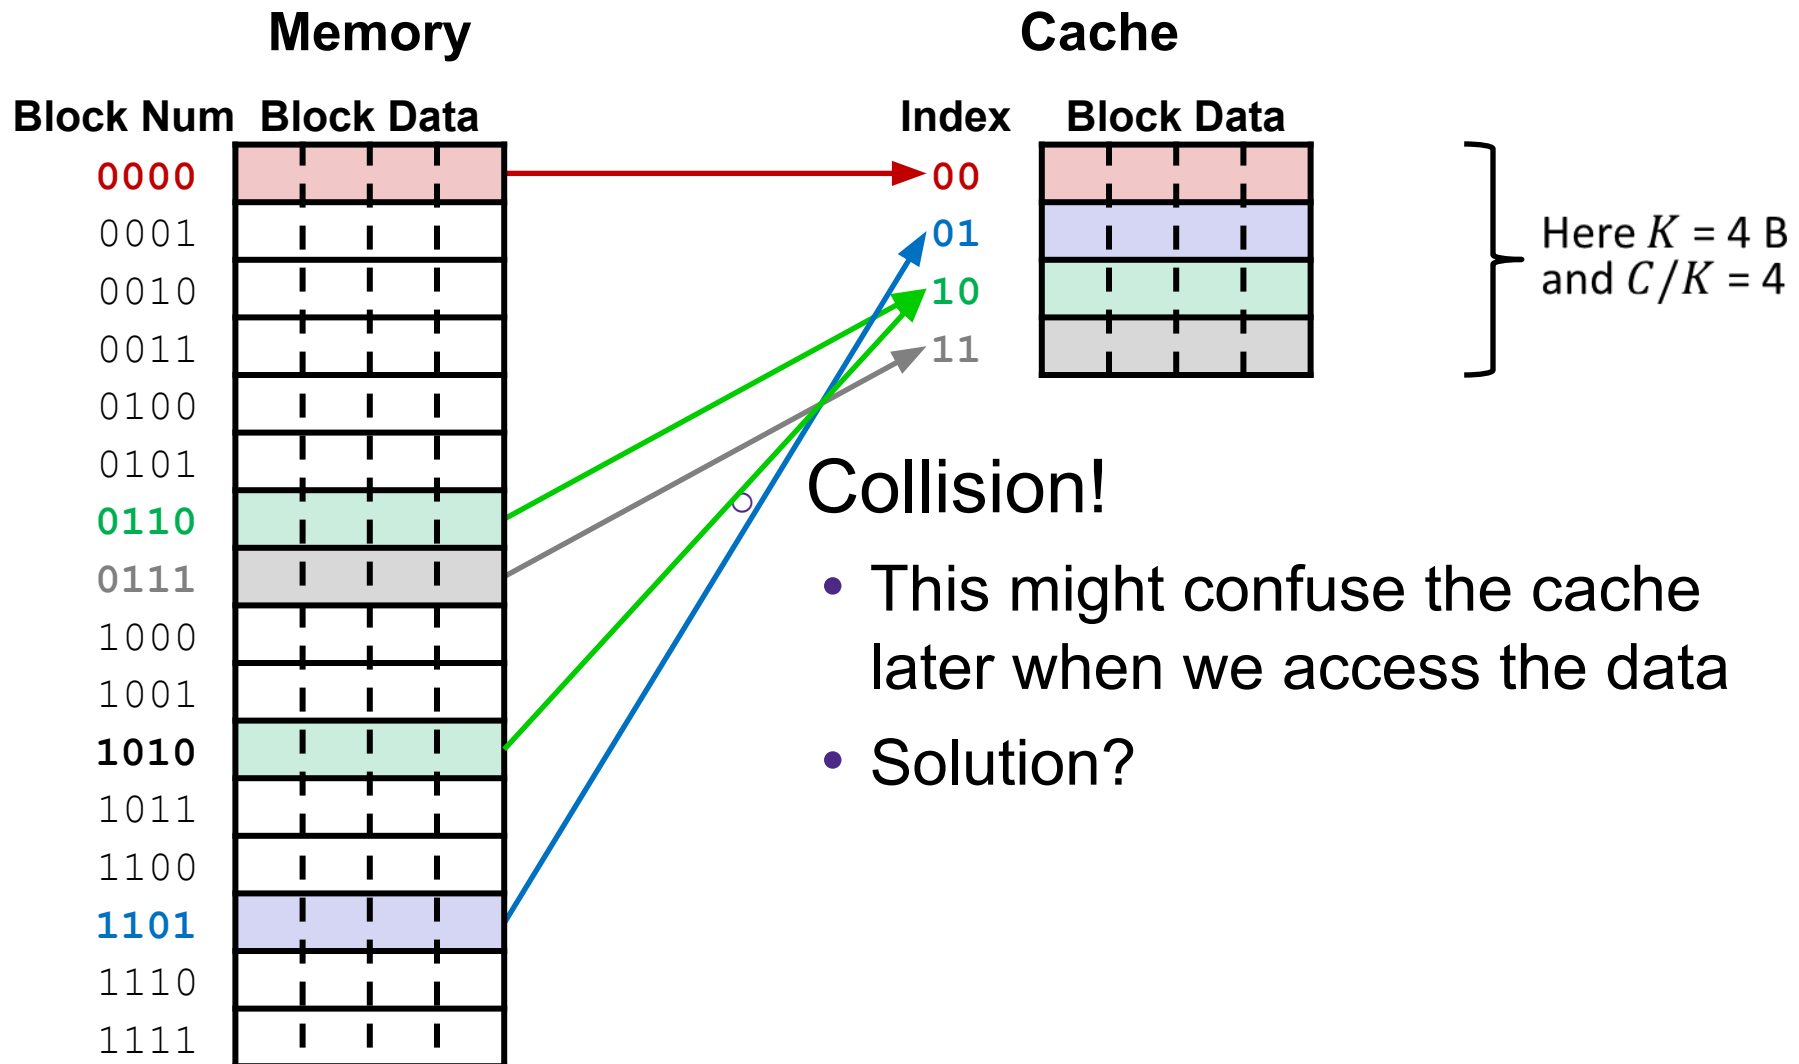 Memory
Cache
Block Num Block Data
Index Block Data
0000
0001
0010
0011
0100
0101
0110
0111
1000
1001
1010
1011
1100
1101
1110
1111
00
01
10
11
Here K = 4 B
and C/K = 4
Collision!
• This might confuse the cache
later when we access the data
• Solution?